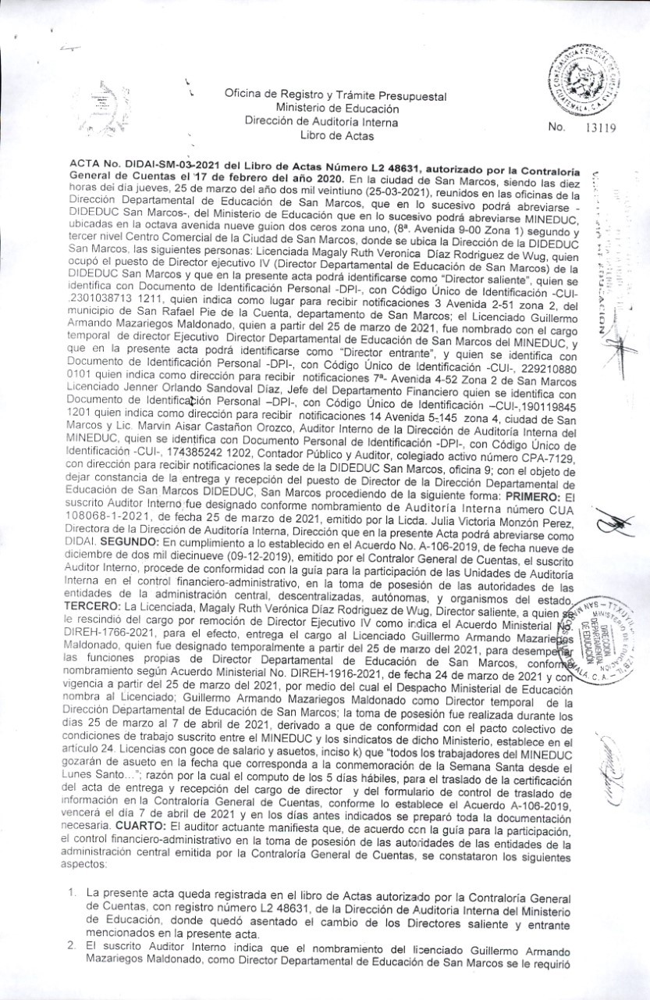 Oficina de Registro y Trámite Presupuestal
Ministerio de Educación
Dirección de Auditoría Interna
Libro de Actas
CONTRALORIA GENERAL DE CUENTAS
GUATEMALA, C.A.
No. 13119
ACTA No. DIDAI-SM-03-2021 del Libro de Actas Número L2 48631, autorizado por la Contraloría
General de Cuentas el 17 de febrero del año 2020. En la ciudad de San Marcos, siendo las diez
horas del día jueves, 25 de marzo del año dos mil veintiuno (25-03-2021), reunidos en las oficinas de la
Dirección Departamental de Educación de San Marcos, que en lo sucesivo podrá abreviarse -
DIDEDUC San Marcos-, del Ministerio de Educación que en lo sucesivo podrá abreviarse MINEDUC,
ubicadas en la octava avenida nueve guion dos ceros zona uno, (8ª. Avenida 9-00 Zona 1) segundo y
tercer nivel Centro Comercial de la Ciudad de San Marcos, donde se ubica la Dirección de la DIDEDUC
San Marcos, las siguientes personas: Licenciada Magaly Ruth Veronica Díaz Rodriguez de Wug, quien
ocupó el puesto de Director ejecutivo IV (Director Departamental de Educación de San Marcos) de la
DIDEDUC San Marcos y que en la presente acta podrá identificarse como “Director saliente”, quien se
identifica con Documento de Identificación Personal -DPI-, con Código Único de Identificación -CUI-
.2301038713 1211, quien indica como lugar para recibir notificaciones 3 Avenida 2-51 zona 2, del
municipio de San Rafael Pie de la Cuenta, departamento de San Marcos; el Licenciado Guillermo
Armando Mazariegos Maldonado, quien a partir del 25 de marzo de 2021, fue nombrado con el cargo
temporal de director Ejecutivo Director Departamental de Educación de San Marcos del MINEDUC, y
que en la presente acta podrá identificarse como “Director entrante”, y quien se identifica con
Documento de Identificación Personal -DPI-, con Código Único de Identificación -CUI-, 229210880
0101 quien indica como dirección para recibir notificaciones 7ª- Avenida 4-52 Zona 2 de San Marcos
Licenciado Jenner Orlando Sandoval Díaz, Jefe del Departamento Financiero quien se identifica con
Documento de Identificación Personal –DPI-, con Código Único de Identificación –CUI-,190119845
1201 quien indica como dirección para recibir notificaciones 14 Avenida 5-145 zona 4, ciudad de San
Marcos y Lic. Marvin Aisar Castañon Orozco, Auditor Interno de la Dirección de Auditoría Interna del
MINEDUC, quien se identifica con Documento Personal de Identificación -DPI-, con Código Único de
Identificación -CUI-, 174385242 1202, Contador Público y Auditor, colegiado activo número CPA-7129,
con dirección para recibir notificaciones la sede de la DIDEDUC San Marcos, oficina 9; con el objeto de
dejar constancia de la entrega y recepción del puesto de Director de la Dirección Departamental de
Educación de San Marcos DIDEDUC, San Marcos procediendo de la siguiente forma: PRIMERO: El
suscrito Auditor Interno fue designado conforme nombramiento de Auditoría Interna número CUA
108068-1-2021, de fecha 25 de marzo de 2021, emitido por la Licda. Julia Victoria Monzón Perez,
Directora de la Dirección de Auditoría Interna, Dirección que en la presente Acta podrá abreviarse como
DIDAI. SEGUNDO: En cumplimiento a lo establecido en el Acuerdo No. A-106-2019, de fecha nueve de
diciembre de dos mil diecinueve (09-12-2019), emitido por el Contralor General de Cuentas, el suscrito
Auditor Interno, procede de conformidad con la guía para la participación de las Unidades de Auditoría
Interna en el control financiero-administrativo, en la toma de posesión de las autoridades de las
entidades de la administración central, descentralizadas, autónomas, y organismos del estado.
TERCERO: La Licenciada, Magaly Ruth Verónica Díaz Rodriguez de Wug, Director saliente, a quien se
le rescindió del cargo por remoción de Director Ejecutivo IV como indica el Acuerdo Ministerial No.
DIREH-1766-2021, para el efecto, entrega el cargo al Licenciado Guillermo Armando Mazariegos
Maldonado, quien fue designado temporalmente a partir del 25 de marzo del 2021, para desempeñar
las funciones propias de Director Departamental de Educación de San Marcos, conforme
nombramiento según Acuerdo Ministerial No. DIREH-1916-2021, de fecha 24 de marzo de 2021 y con
vigencia a partir del 25 de marzo del 2021, por medio del cual el Despacho Ministerial de Educación
nombra al Licenciado; Guillermo Armando Mazariegos Maldonado como Director temporal de la
Dirección Departamental de Educación de San Marcos; la toma de posesión fue realizada durante los
días 25 de marzo al 7 de abril de 2021, derivado a que de conformidad con el pacto colectivo de
condiciones de trabajo suscrito entre el MINEDUC y los sindicatos de dicho Ministerio, establece en el
artículo 24. Licencias con goce de salario y asuetos, inciso k) que “todos los trabajadores del MINEDUC
gozarán de asueto en la fecha que corresponda a la conmemoración de la Semana Santa desde el
Lunes Santo...”; razón por la cual el computo de los 5 días hábiles, para el traslado de la certificación
del acta de entrega y recepción del cargo de director y del formulario de control de traslado de
información en la Contraloría General de Cuentas, conforme lo establece el Acuerdo A-106-2019,
vencerá el día 7 de abril de 2021 y en los días antes indicados se preparó toda la documentación
necesaria. CUARTO: El auditor actuante manifiesta que, de acuerdo con la guía para la participación,
el control financiero-administrativo en la toma de posesión de las autoridades de las entidades de la
administración central emitida por la Contraloría General de Cuentas, se constataron los siguientes
aspectos:
1. La presente acta queda registrada en el libro de Actas autorizado por la Contraloría General
de Cuentas, con registro número L2 48631, de la Dirección de Auditoria Interna del Ministerio
de Educación, donde quedó asentado el cambio de los Directores saliente y entrante
mencionados en la presente acta.
2. El suscrito Auditor Interno indica que el nombramiento del licenciado Guillermo Armando
Mazariegos Maldonado, como Director Departamental de Educación de San Marcos se le requirió
DE EDUCACION
MINISTERIO DE EDUCACION
DIRECCION
DEPARTAMENTAL
DE EDUCACION
GUATEMALA, C. A.